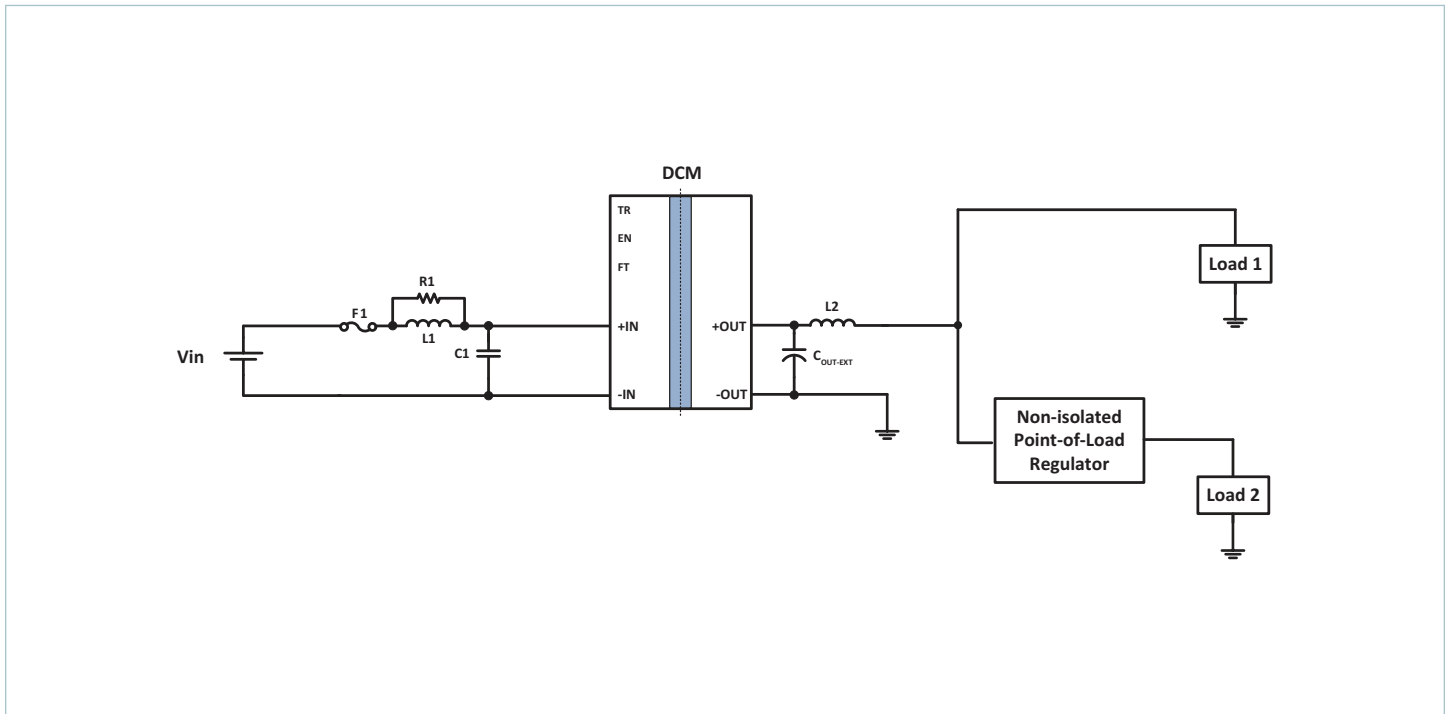 DCM
TR
EN
FT
+IN
-IN
+OUT
-OUT
Vin
F1
R1
L1
C1
L2
C OUT-EXT
Load 1
Non-isolated
Point-of-Load
Regulator
Load 2